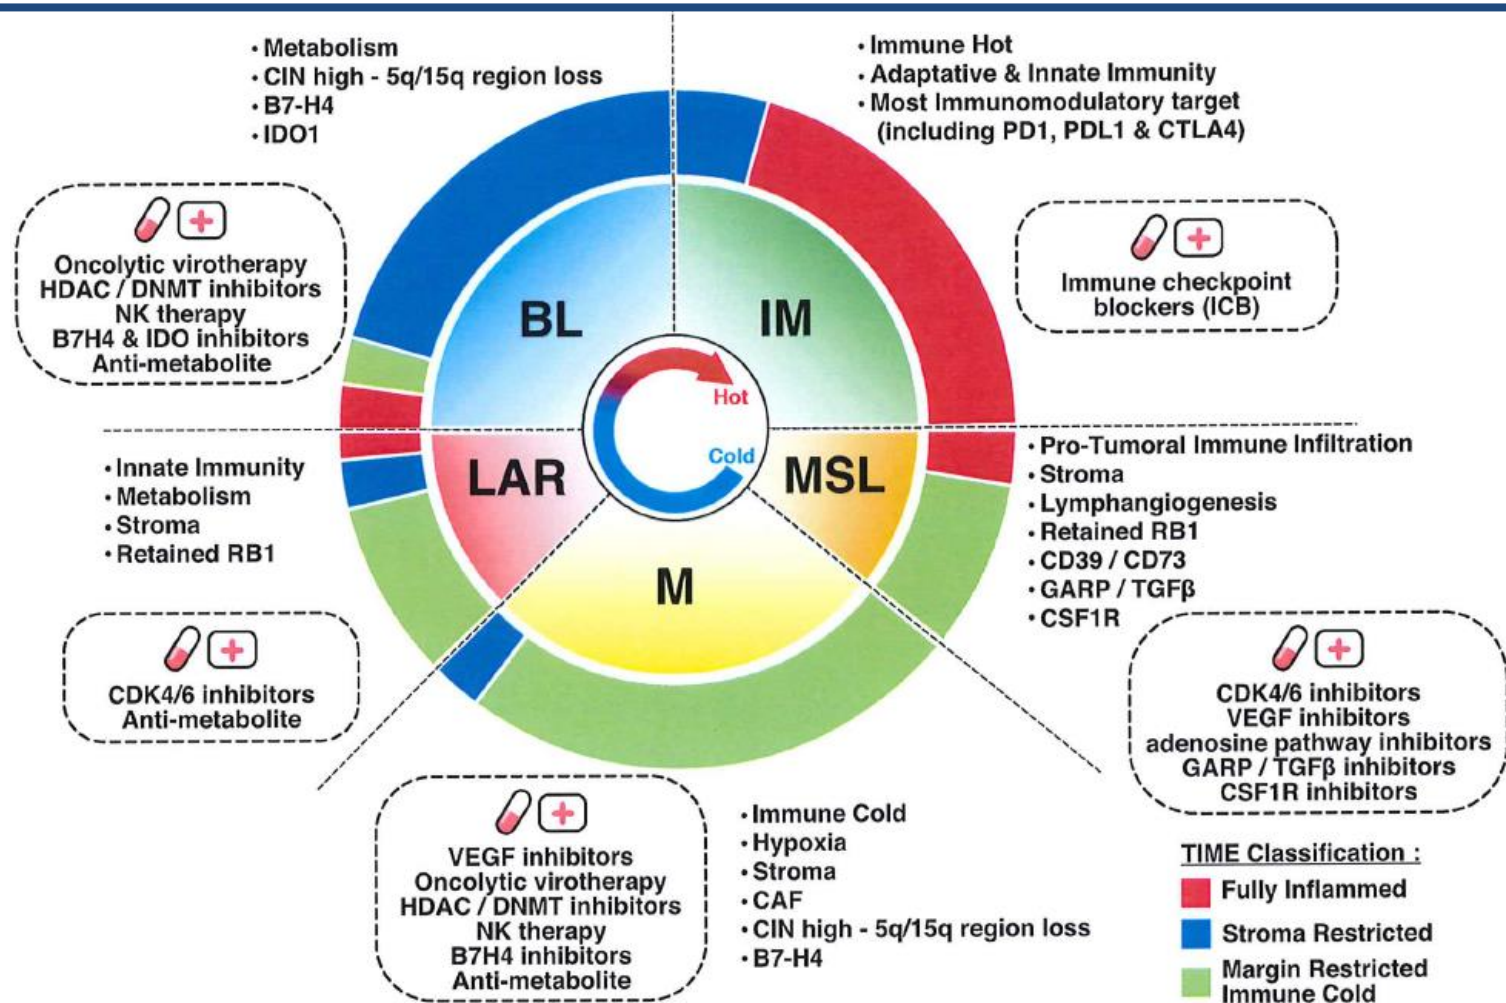 • Metabolism
• CIN high - 5q/15q region loss
• B7-H4
• IDO1
• Immune Hot
• Adaptative & Innate Immunity
• Most Immunomodulatory target
(including PD1, PDL1 & CTLA4)
Oncolytic virotherapy
HDAC / DNMT inhibitors
NK therapy
B7H4 & IDO inhibitors
Anti-metabolite
Immune checkpoint
blockers (ICB)
BL
IM
Hot
Cold
LAR
MSL
M
• Innate Immunity
• Metabolism
• Stroma
• Retained RB1
• Pro-Tumoral Immune Infiltration
• Stroma
• Lymphangiogenesis
• Retained RB1
• CD39 / CD73
• GARP / TGFβ
• CSF1R
CDK4/6 inhibitors
Anti-metabolite
CDK4/6 inhibitors
VEGF inhibitors
adenosine pathway inhibitors
GARP / TGFβ inhibitors
CSF1R inhibitors
VEGF inhibitors
Oncolytic virotherapy
HDAC / DNMT inhibitors
NK therapy
B7H4 inhibitors
Anti-metabolite
• Immune Cold
• Hypoxia
• Stroma
• CAF
• CIN high - 5q/15q region loss
• B7-H4
TIME Classification :
Fully Inflammed
Stroma Restricted
Margin Restricted
Immune Cold